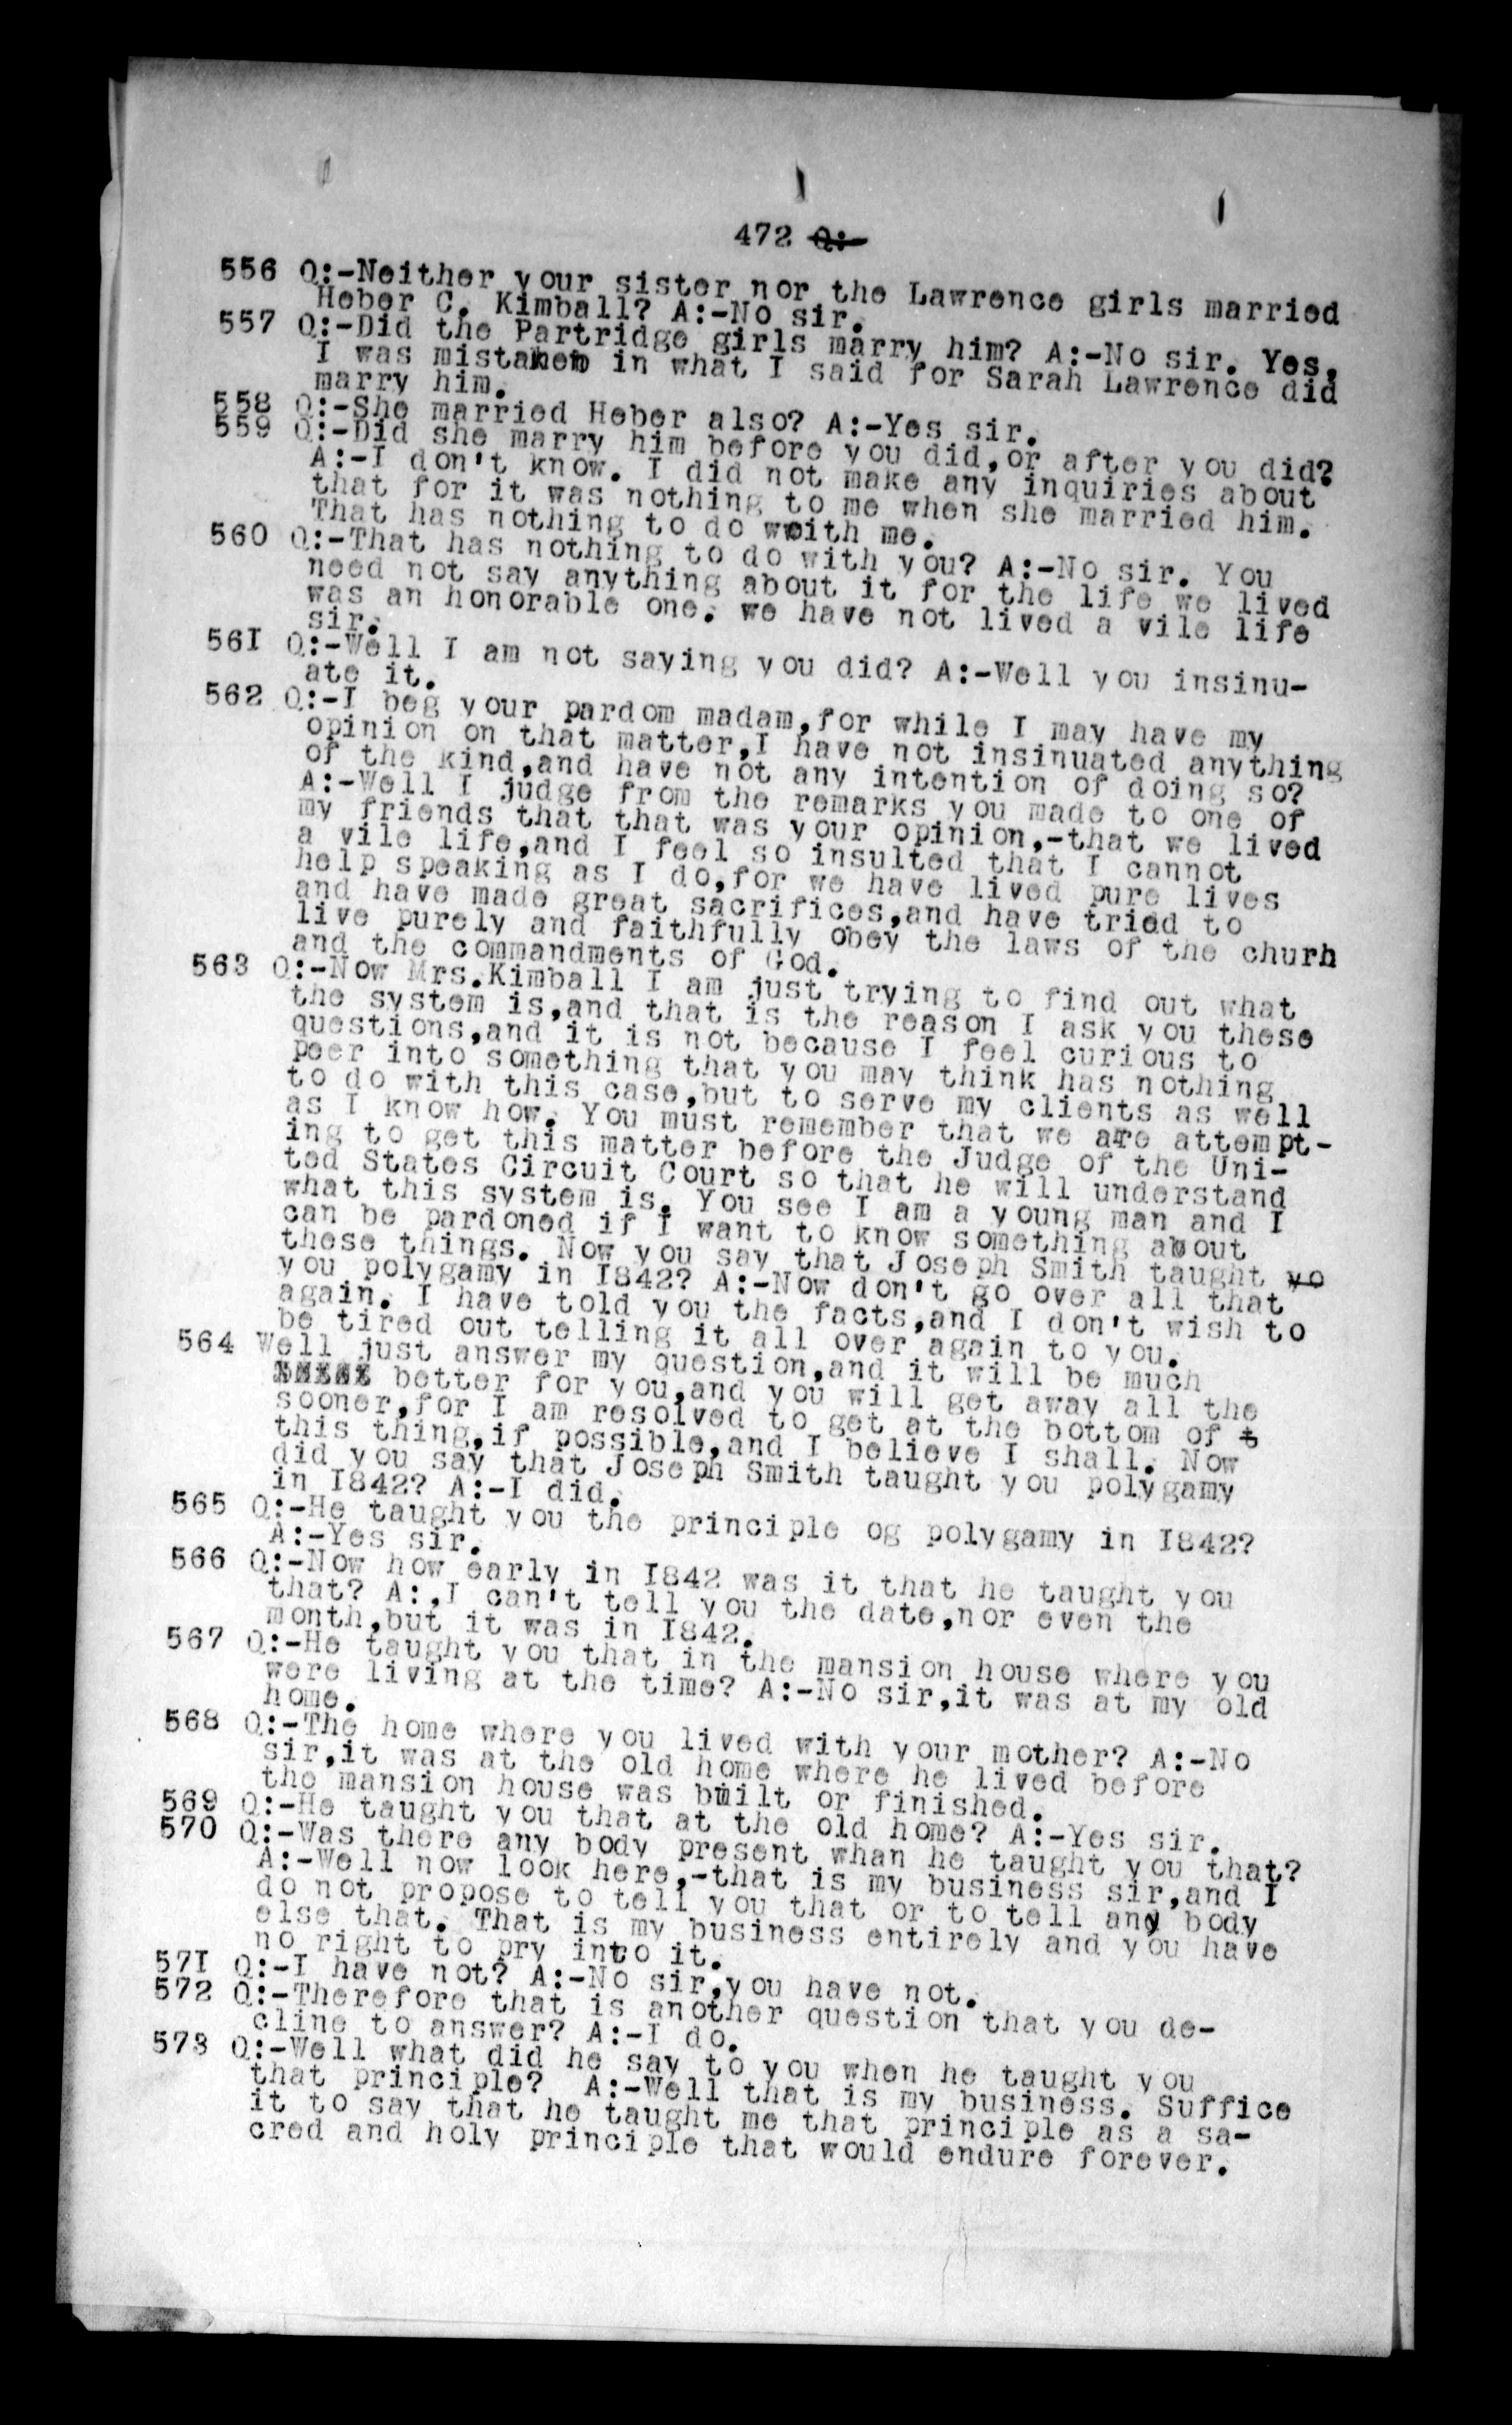 472 Q:-
556 Q:-Neither your sister nor the Lawrence girls married
Heber C. Kimball? A:-No sir.
557 Q:-Did the Partridge girls marry him? A:-No sir. Yes,
I was mistaken in what I said for Sarah Lawrence did
marry him.
558 Q:-She married Heber also? A:-Yes sir.
559 Q:-Did she marry him before you did,or after you did?
A:-I don't know. I did not make any inquiries about
that for it was nothing to me when she married him.
That has nothing to do with me.
560 Q:-That has nothing to do with you? A:-No sir. You
need not say anything about it for the life we lived
was an honorable one. we have not lived a vile life
sir.
561 Q:-Well I am not saying you did? A:-Well you insinu-
ate it.
562 Q:-I beg your pardom madam,for while I may have my
opinion on that matter,I have not insinuated anything
of the kind,and have not any intention of doing so?
A:-Well I judge from the remarks you made to one of
my friends that that was your opinion,-that we lived
a vile life,and I feel so insulted that I cannot
help speaking as I do,for we have lived pure lives
and have made great sacrifices,and have tried to
live purely and faithfully obey the laws of the churh
and the commandments of God.
563 Q:-Now Mrs.Kimball I am just trying to find out what
the system is,and that is the reason I ask you these
questions,and it is not because I feel curious to
peer into something that you may think has nothing
to do with this case,but to serve my clients as well
as I know how. You must remember that we are attempt-
ing to get this matter before the Judge of the Uni-
ted States Circuit Court so that he will understand
what this system is. You see I am a young man and I
can be pardoned if I want to know something about
these things. Now you say that Joseph Smith taught yo
you polygamy in 1842? A:-Now don't go over all that
again. I have told you the facts,and I don't wish to
be tired out telling it all over again to you.
564 Well just answer my question,and it will be much
better for you,and you will get away all the
sooner,for I am resolved to get at the bottom of t
this thing,if possible,and I believe I shall. Now
did you say that Joseph Smith taught you polygamy
in 1842? A:-I did.
565 Q:-He taught you the principle og polygamy in 1842?
A:-Yes sir.
566 Q:-Now how early in 1842 was it that he taught you
that? A:,I can't tell you the date,nor even the
month,but it was in 1842.
567 Q:-He taught you that in the mansion house where you
were living at the time? A:-No sir,it was at my old
home.
568 Q:-The home where you lived with your mother? A:-No
sir,it was at the old home where he lived before
the mansion house was built or finished.
569 Q:-He taught you that at the old home? A:-Yes sir.
570 Q:-Was there any body present whan he taught you that?
A:-Well now look here,-that is my business sir,and I
do not propose to tell you that or to tell any body
else that. That is my business entirely and you have
no right to pry into it.
571 Q:-I have not? A:-No sir,you have not.
572 Q:-Therefore that is another question that you de-
cline to answer? A:-I do.
573 Q:-Well what did he say to you when he taught you
that principle? A:-Well that is my business. Suffice
it to say that he taught me that principle as a sa-
cred and holy principle that would endure forever.